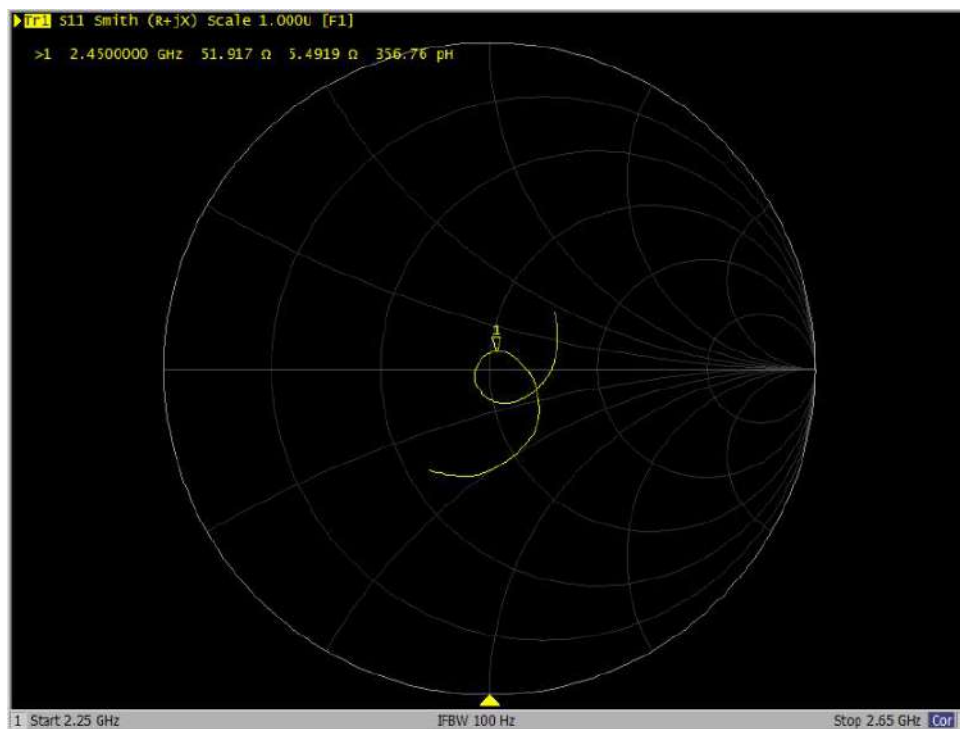 Tr1 S11 Smith (R+jX) Scale 1.000U [F1]
>1 2.4500000 GHz 51.917 Ω 5.4919 Ω 356.76 pH
1
1 Start 2.25 GHz IFBW 100 Hz Stop 2.65 GHz Cor